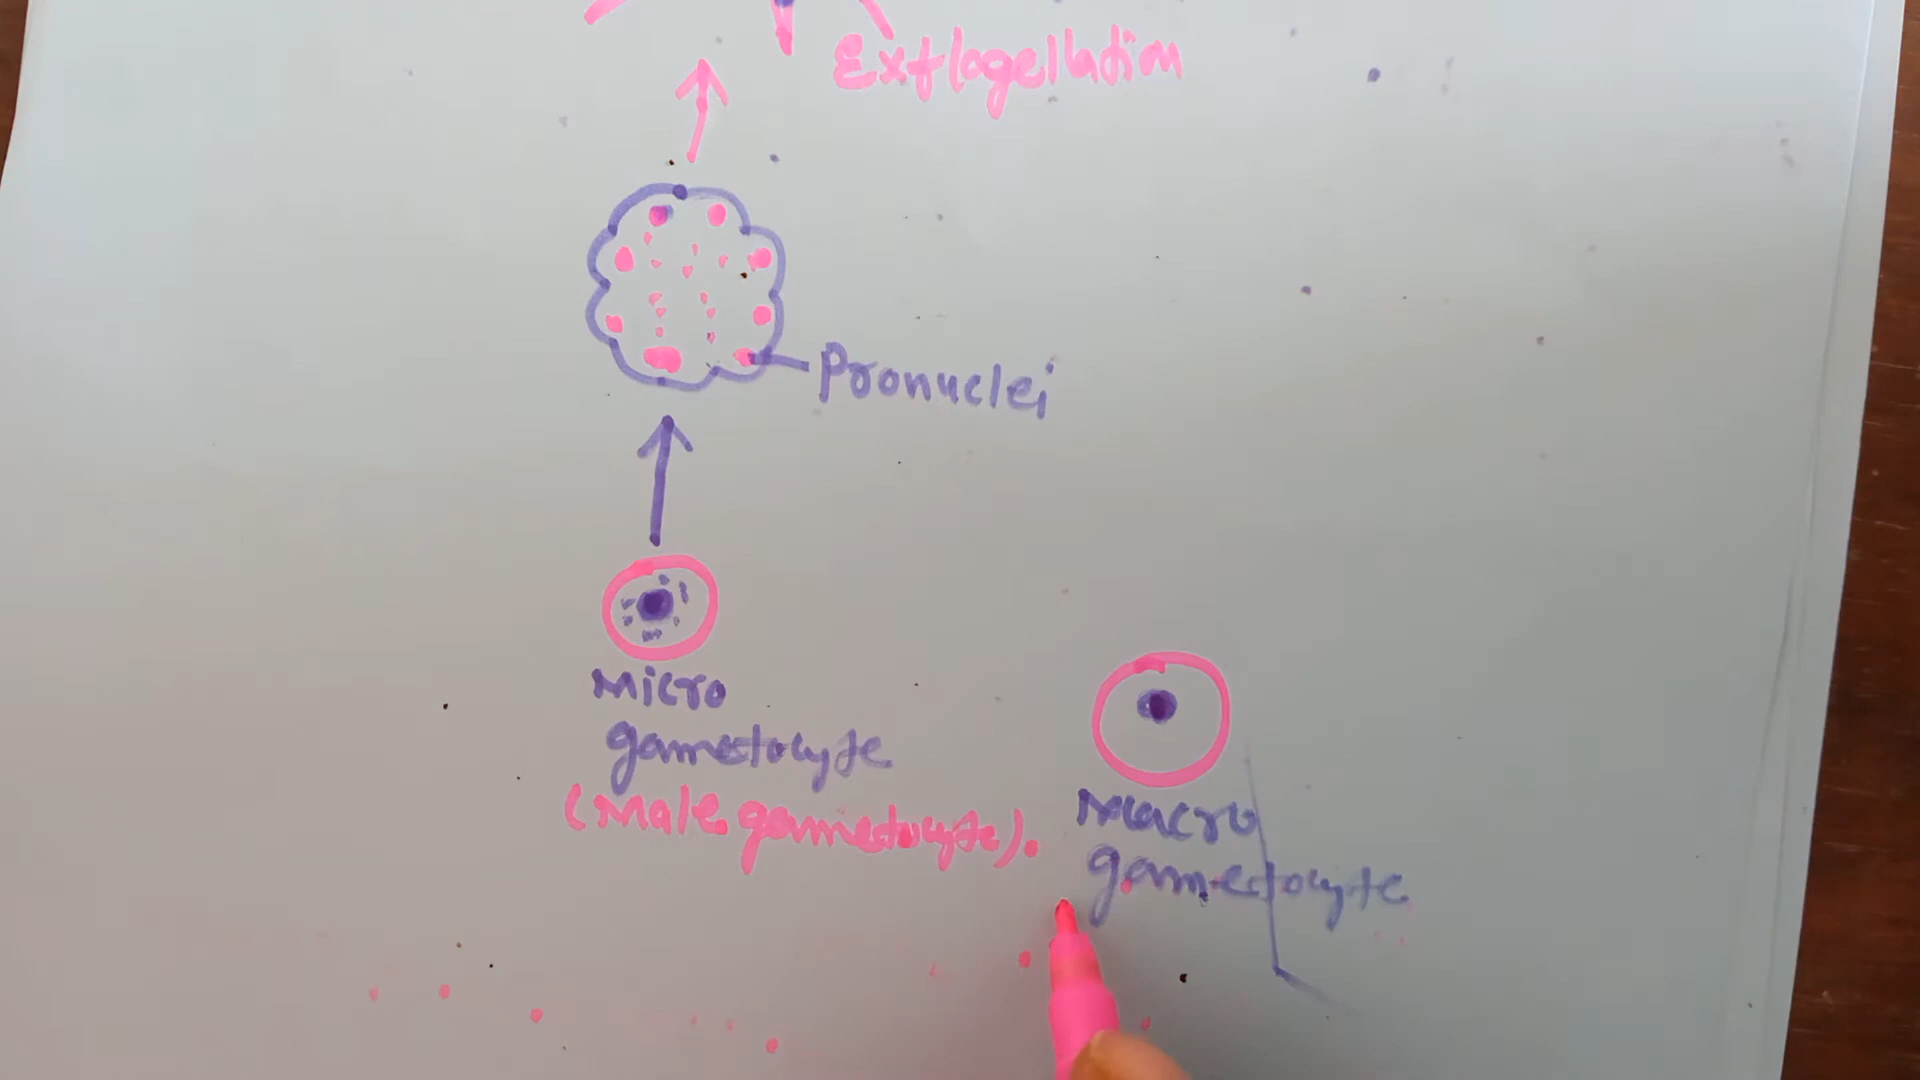 Exflagellation
Pronuclei
Micro
gametocyte
(Male gametocyte).
Macro
gametocyte